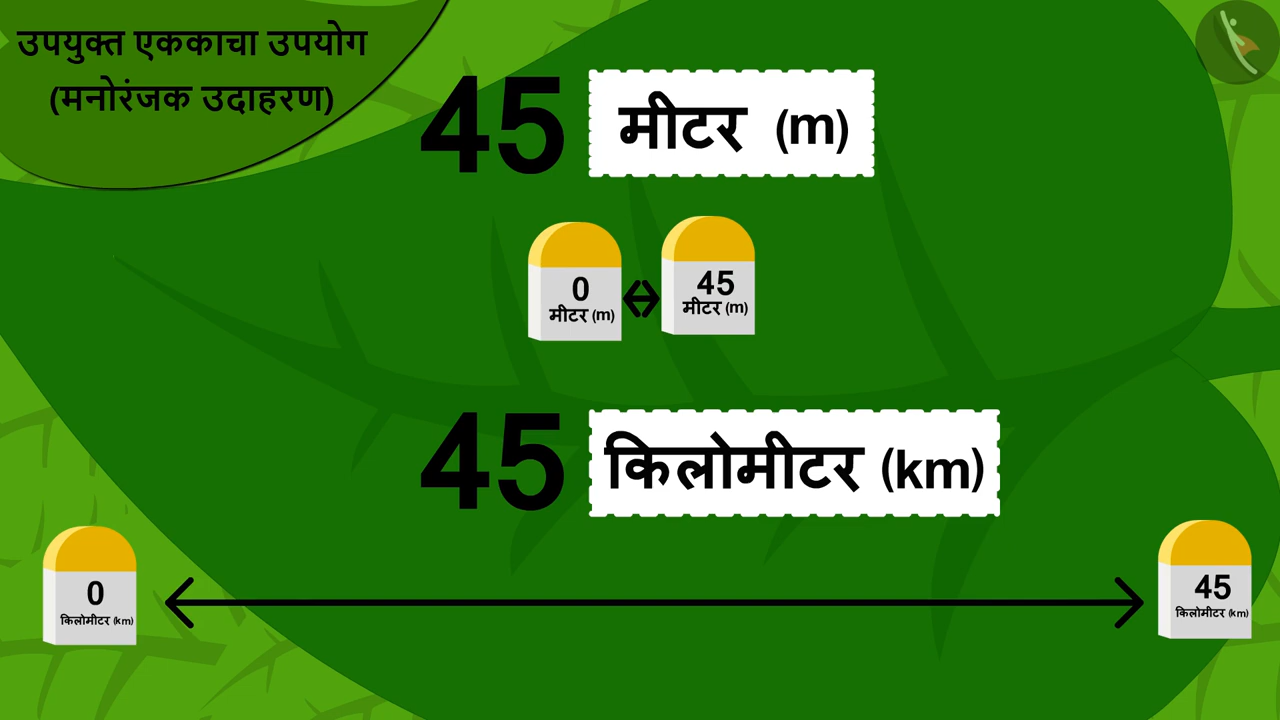 उपयुक्त एककाचा उपयोग
(मनोरंजक उदाहरण)
45 मीटर (m)
0
मीटर (m)
45
मीटर (m)
45 किलोमीटर (km)
0
किलोमीटर (km)
45
किलोमीटर (km)